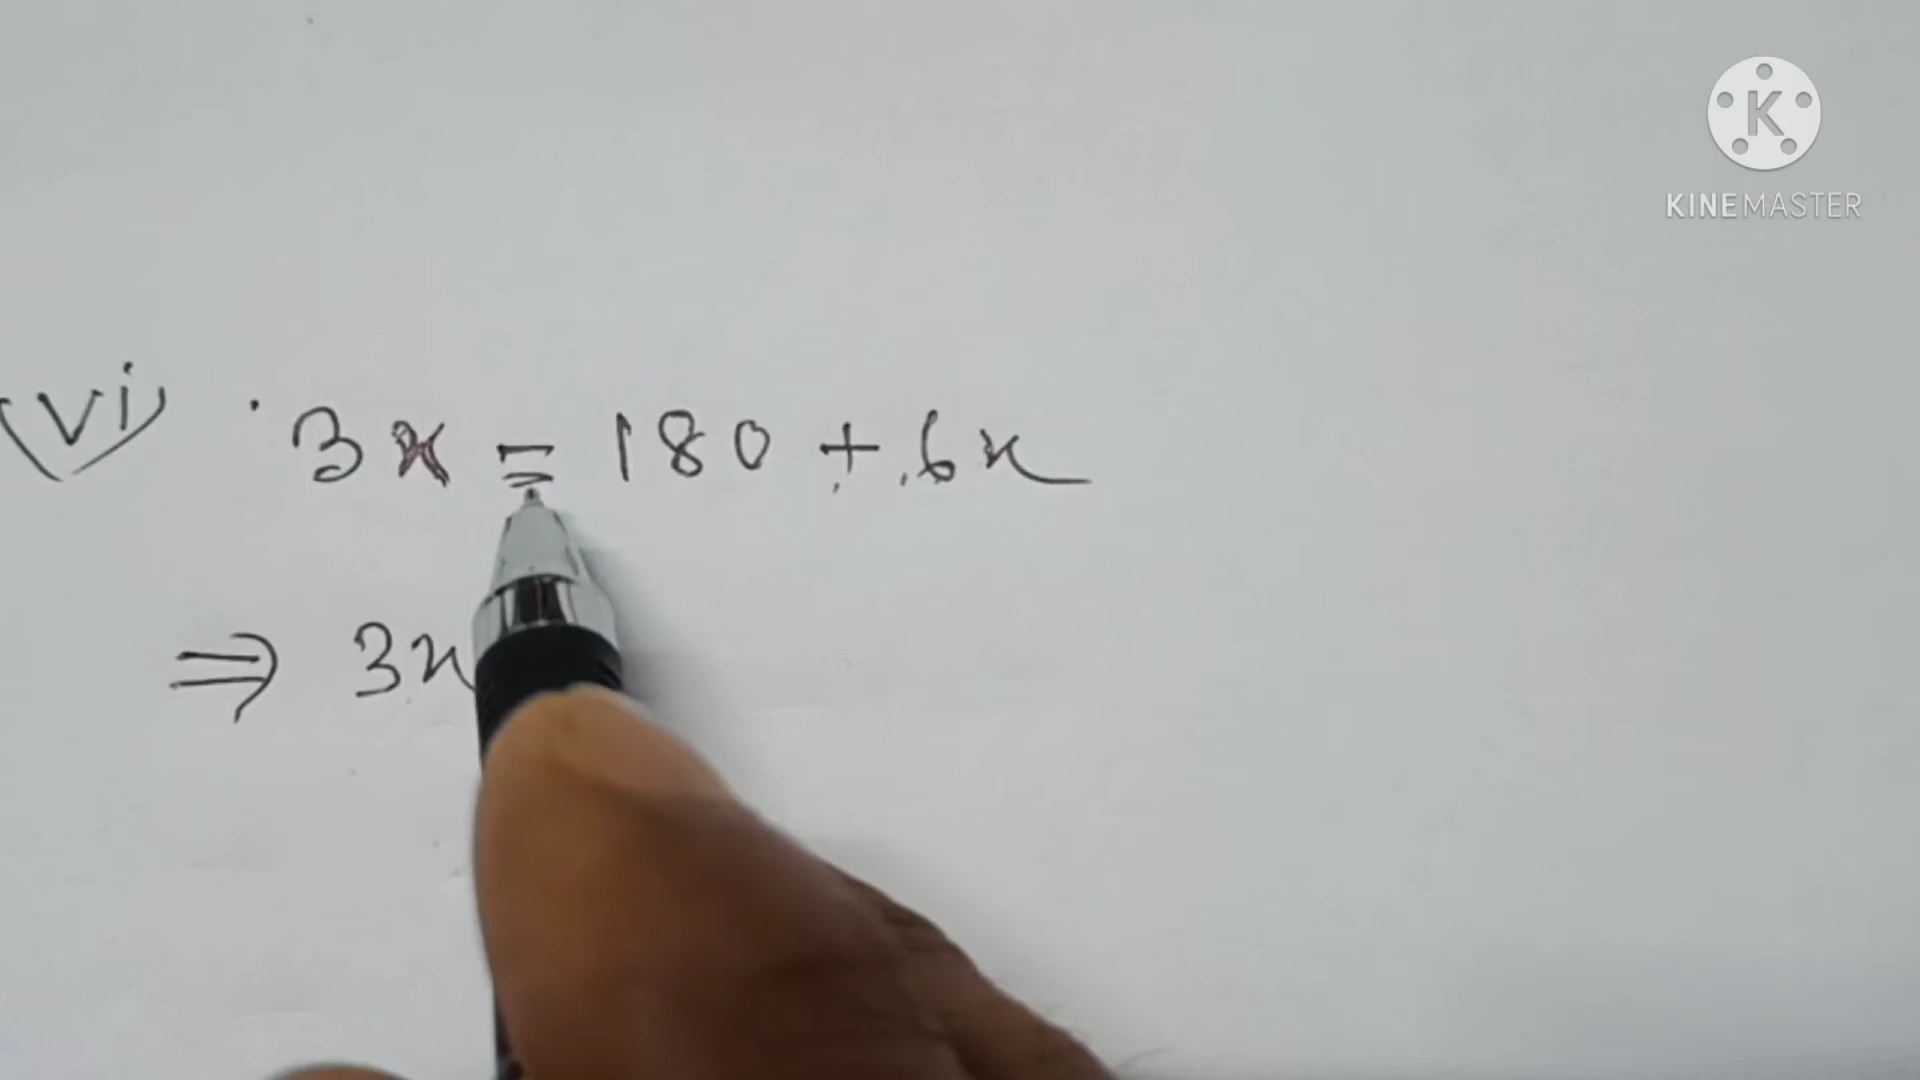 K
KINEMASTER
(vi) 3x = 180 + 6x
⇒ 3x